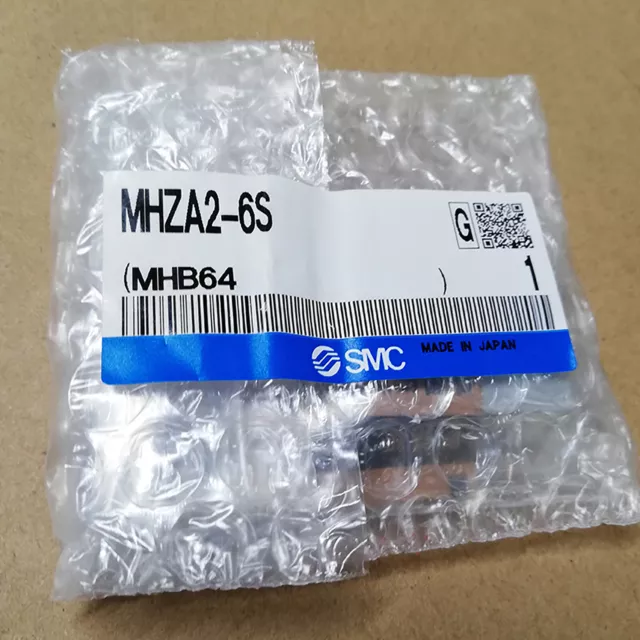 MHZA2-6S
G
(MHB64 )
1
SMC
MADE IN JAPAN